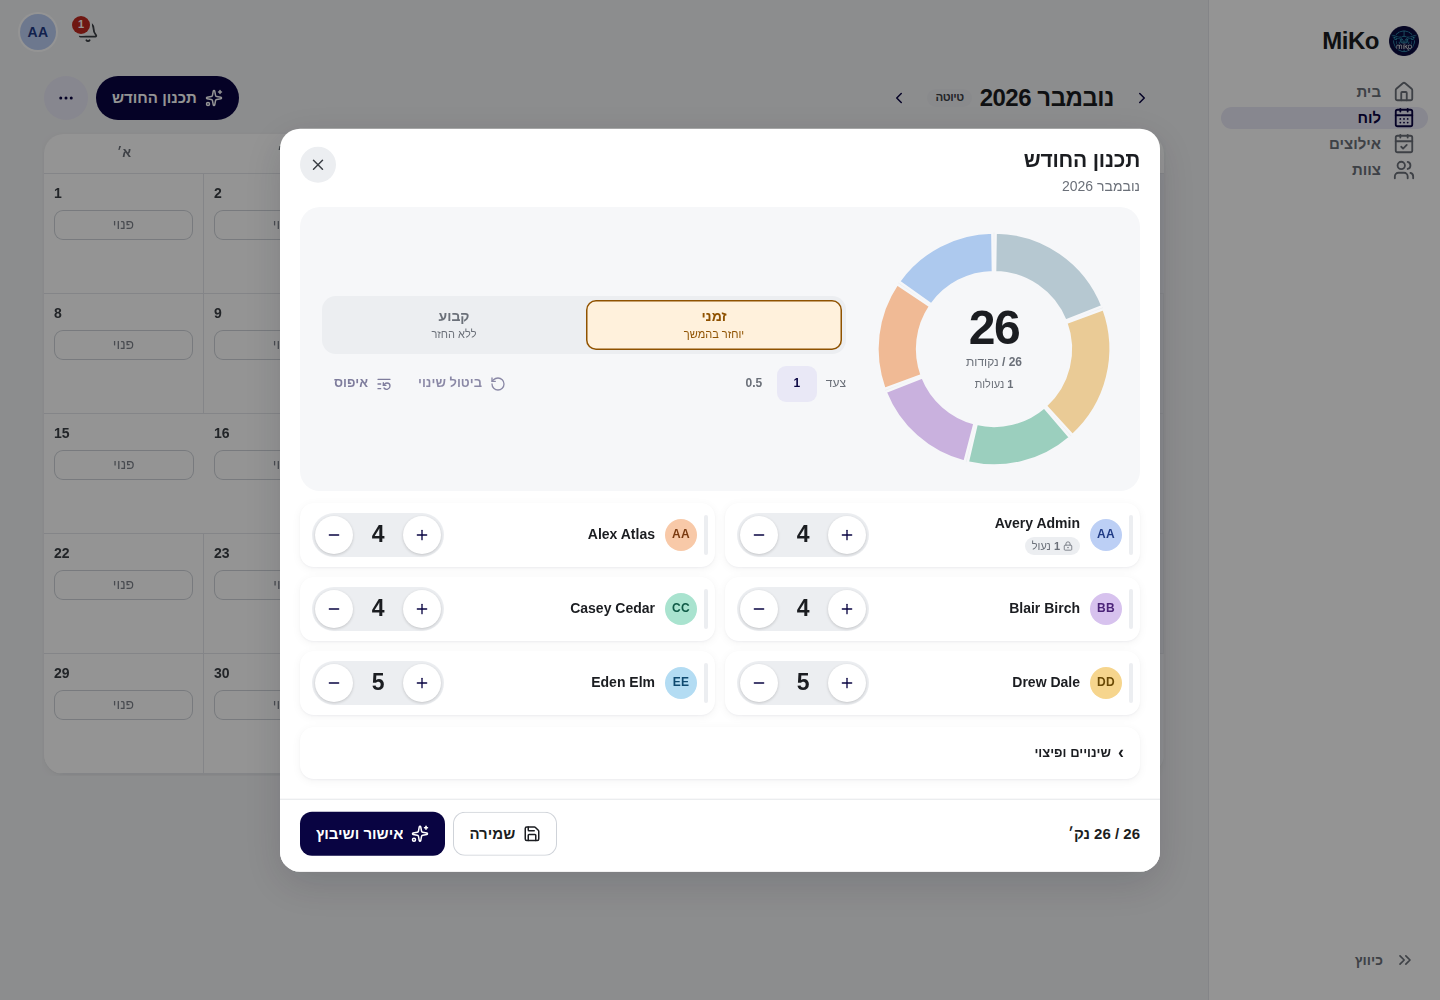 MiKo
miko
בית
לוח
אילוצים
צוות
כיווץ
AA
1
נובמבר 2026
טיוטה
תכנון החודש
א׳
1
פנוי
2
8
פנוי
9
15
פנוי
16
22
פנוי
23
29
פנוי
30
תכנון החודש
נובמבר 2026
26
26 / נקודות
1 נעולות
זמני
יוחזר בהמשך
קבוע
ללא החזר
צעד
1
0.5
ביטול שינוי
איפוס
Avery Admin
AA
1 נעול
4
Alex Atlas
AA
4
Blair Birch
BB
4
Casey Cedar
CC
4
Drew Dale
DD
5
Eden Elm
EE
5
שינויים ופיצוי
26 / 26 נק׳
שמירה
אישור ושיבוץ